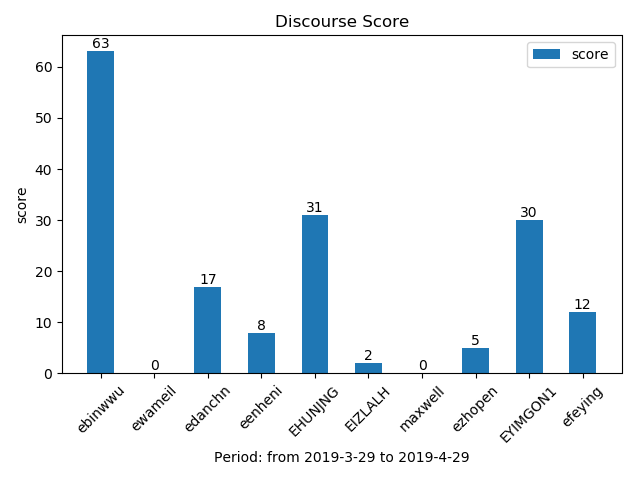 Discourse Score
score
score
60
50
40
30
20
10
0
63
0
17
8
31
2
0
5
30
12
ebinwwu
ewameil
edanchn
eenheni
EHUNJNG
EIZLALH
maxwell
ezhopen
EYIMGON1
efeying
Period: from 2019-3-29 to 2019-4-29